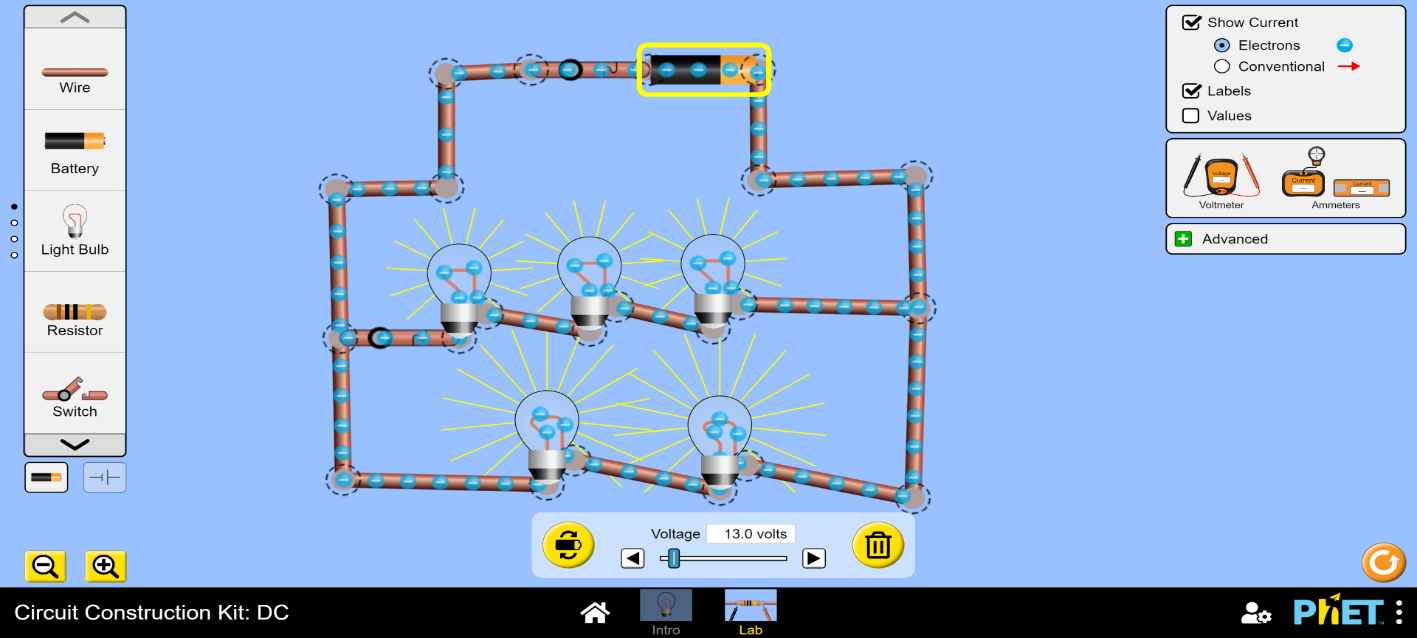 Wire
Battery
Light Bulb
Resistor
Switch
Show Current
Electrons
Conventional
Labels
Values
Voltage
Current
Current
Voltmeter
Ammeters
Advanced
Voltage 13.0 volts
Circuit Construction Kit: DC
Intro
Lab
PhET